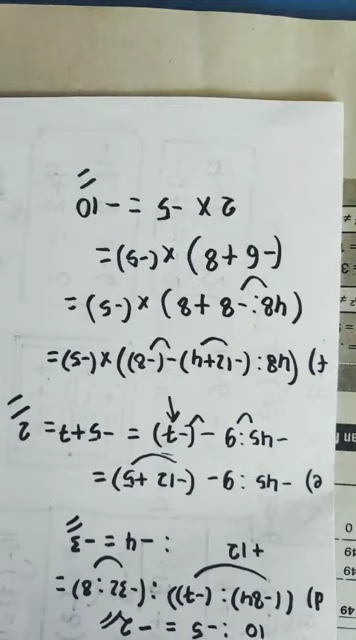 10 : -5 = -2
d) ((-84) : (-7)) : (-32 : 8) =
+12 : -4 = -3
e) -45 : 9 - (-12 + 5) =
-45 : 9 - (-7) = -5 + 7 = 2
f) (48 : (-12 + 4) - (-8)) × (-5) =
(48 : -8 + 8) × (-5) =
(-6 + 8) × (-5) =
2 × -5 = -10